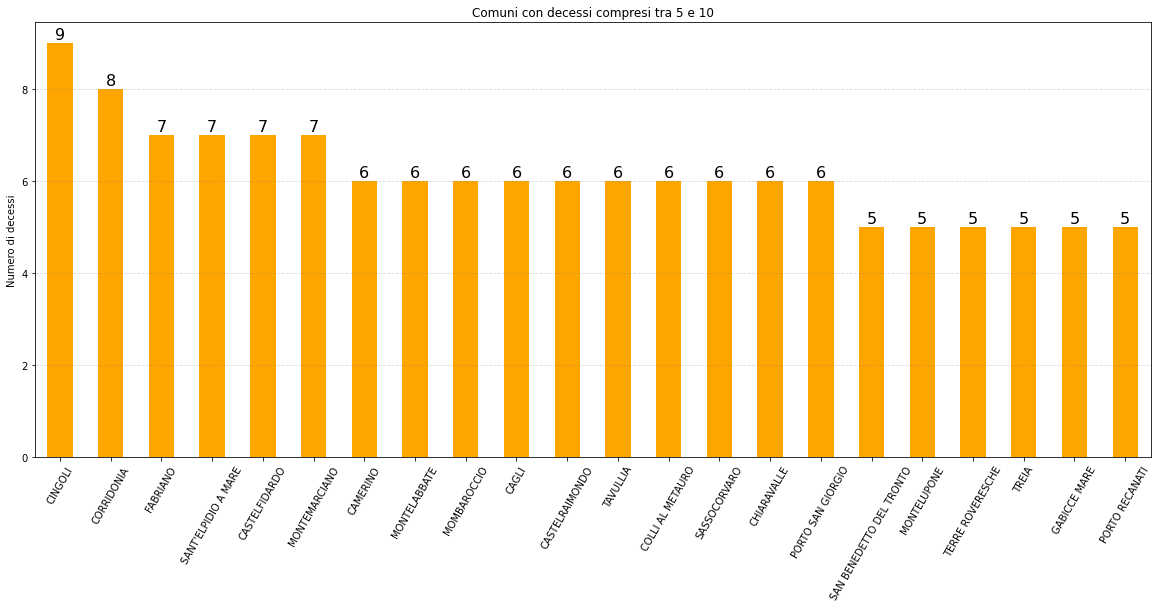 Comuni con decessi compresi tra 5 e 10
Numero di decessi
8
6
4
2
0
9
8
7
7
7
7
6
6
6
6
6
6
6
6
6
6
5
5
5
5
5
5
CINGOLI
CORRIDONIA
FABRIANO
SANT'ELPIDIO A MARE
CASTELFIDARDO
MONTEMARCIANO
CAMERINO
MONTELABBATE
MOMBAROCCIO
CAGLI
CASTELRAIMONDO
TAVULLIA
COLLI AL METAURO
SASSOCORVARO
CHIARAVALLE
PORTO SAN GIORGIO
SAN BENEDETTO DEL TRONTO
MONTELUPONE
TERRE ROVERESCHE
TREIA
GABICCE MARE
PORTO RECANATI